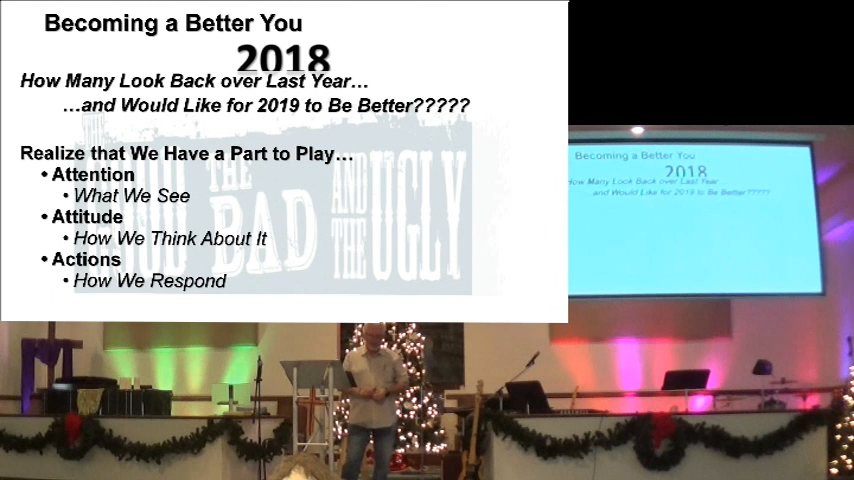 Becoming a Better You
2018
How Many Look Back over Last Year…
…and Would Like for 2019 to Be Better?????
Realize that We Have a Part to Play…
• Attention
• What We See
• Attitude
• How We Think About It
• Actions
• How We Respond
THE
BAD
AND
THE
UGLY
Becoming a Better You
2018
How Many Look Back over Last Year
and Would Like for 2019 to Be Better?????